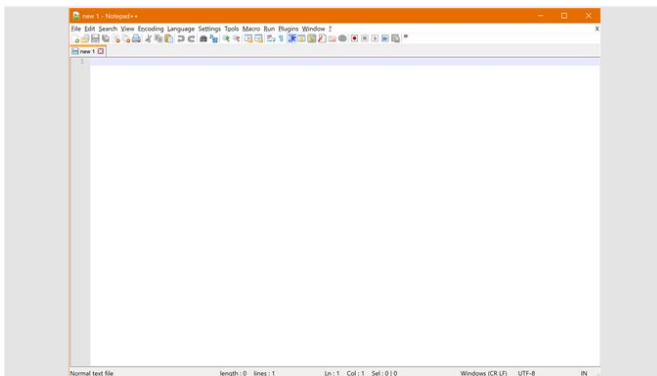 new 1 - Notepad++
File Edit Search View Encoding Language Settings Tools Macro Run Plugins Window ? X
new 1
1
Normal text file length : 0 lines : 1 Ln : 1 Col : 1 Sel : 0 | 0 Windows (CR LF) UTF-8 IN